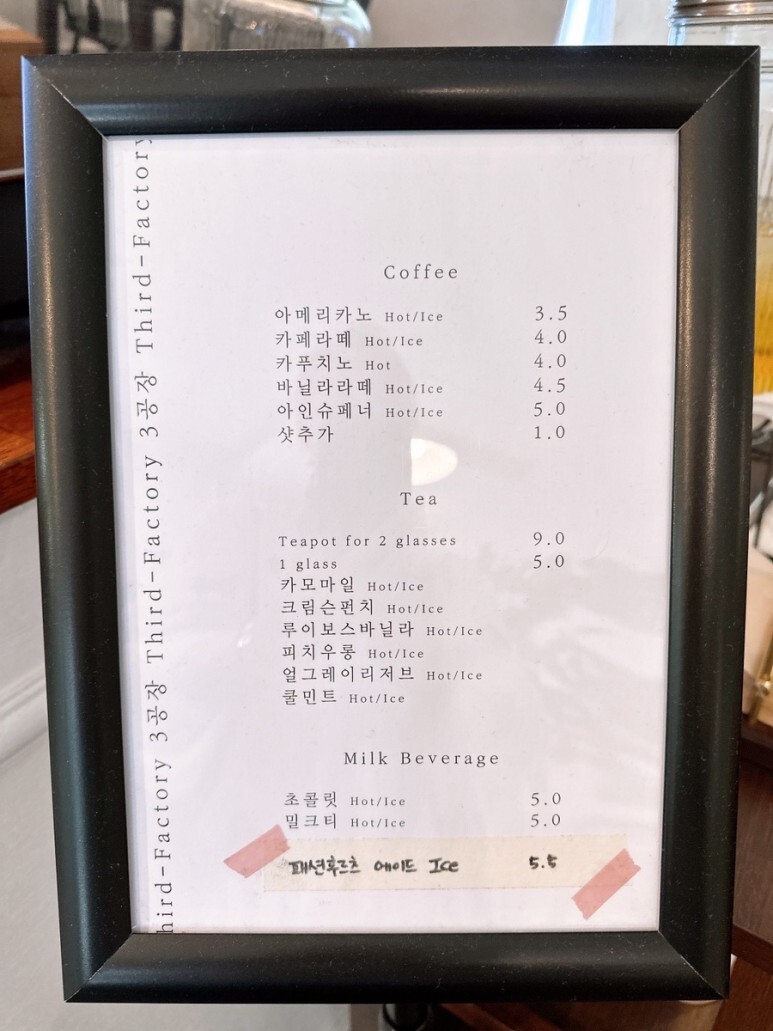 Third-Factory 3공장 Third-Factory 3공장 Third-Factory
Coffee
아메리카노 Hot/Ice 3.5
카페라떼 Hot/Ice 4.0
카푸치노 Hot 4.0
바닐라라떼 Hot/Ice 4.5
아인슈페너 Hot/Ice 5.0
샷추가 1.0
Tea
Teapot for 2 glasses 9.0
1 glass 5.0
카모마일 Hot/Ice
크림슨펀치 Hot/Ice
루이보스바닐라 Hot/Ice
피치우롱 Hot/Ice
얼그레이리저브 Hot/Ice
쿨민트 Hot/Ice
Milk Beverage
초콜릿 Hot/Ice 5.0
밀크티 Hot/Ice 5.0
패션후르츠 에이드 Ice 5.5